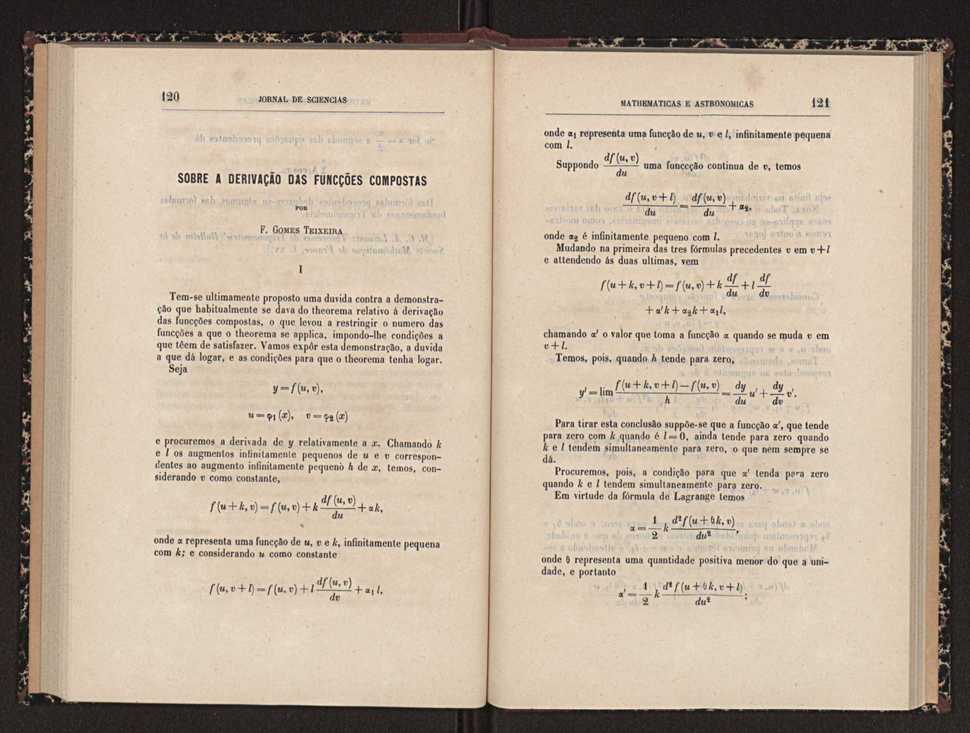 120
JORNAL DE SCIENCIAS
SOBRE A DERIVAÇÃO DAS FUNCÇÕES COMPOSTAS
POR
F. GOMES TEIXEIRA
I
Tem-se ultimamente proposto uma duvida contra a demonstra-
ção que habitualmente se dava do theorema relativo á derivação
das funcções compostas, o que levou a restringir o numero das
funcções a que o theorema se applica, impondo-lhe condições a
que têem de satisfazer. Vamos expôr esta demonstração, a duvida
a que dá logar, e as condições para que o theorema tenha logar.
Seja
y = f(u, v),
u = φ₁(x), v = φ₂(x)
e procuremos a derivada de y relativamente a x. Chamando k
e l os augmentos infinitamente pequenos de u e v correspon-
dentes ao augmento infinitamente pequeno h de x, temos, con-
siderando v como constante,
f(u + k, v) = f(u, v) + k df(u, v)/du + αk,
onde α representa uma funcção de u, v e k, infinitamente pequena
com k; e considerando u como constante
f(u, v + l) = f(u, v) + l df(u, v)/dv + α₁ l,
MATHEMATICAS E ASTRONOMICAS
121
onde α₁ representa uma funcção de u, v e l, infinitamente pequena
com l.
Suppondo df(u, v)/du uma funccção continua de v, temos
df(u, v + l)/du = df(u, v)/du + α₂,
onde α₂ é infinitamente pequeno com l.
Mudando na primeira das tres fórmulas precedentes v em v + l
e attendendo ás duas ultimas, vem
f(u + k, v + l) = f(u, v) + k df/du + l df/dv
+ α'k + α₂k + α₁l,
chamando α' o valor que toma a funcção α quando se muda v em
v + l.
Temos, pois, quando h tende para zero,
y' = lim f(u + k, v + l) — f(u, v)/h = dy/du u' + dy/dv v'.
Para tirar esta conclusão suppõe-se que a funcção α', que tende
para zero com k quando é l = 0, ainda tende para zero quando
k e l tendem simultaneamente para zero, o que nem sempre se
dá.
Procuremos, pois, a condição para que α' tenda para zero
quando k e l tendem simultaneamente para zero.
Em virtude da fórmula de Lagrange temos
α = 1/2 k d²f(u + θk, v)/du²,
onde θ representa uma quantidade positiva menor do que a uni-
dade, e portanto
α' = 1/2 k d²f(u + θk, v + l)/du²;